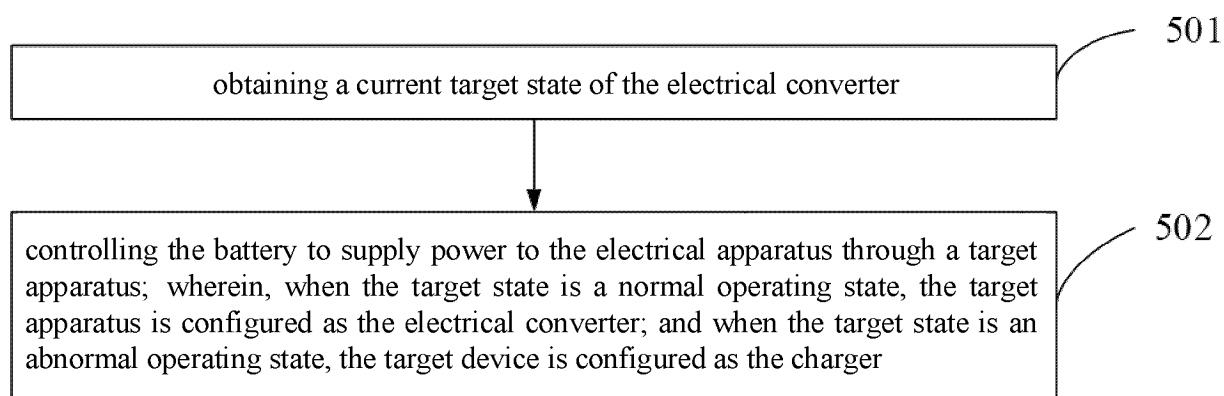 501
obtaining a current target state of the electrical converter
502
controlling the battery to supply power to the electrical apparatus through a target
apparatus; wherein, when the target state is a normal operating state, the target
apparatus is configured as the electrical converter; and when the target state is an
abnormal operating state, the target device is configured as the charger